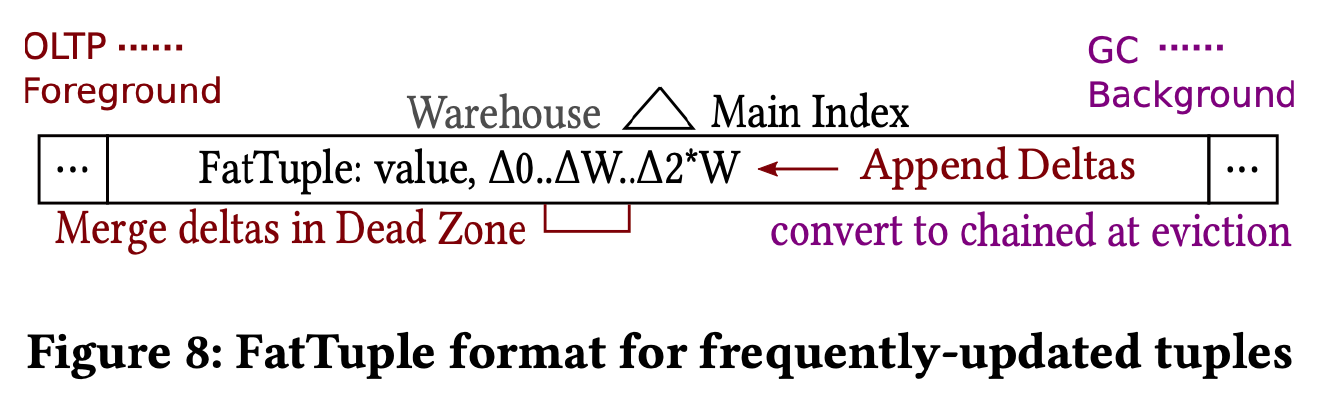 OLTP ······
Foreground
GC ······
Background
Warehouse Main Index
... FatTuple: value, Δ0..ΔW..Δ2*W Append Deltas ...
Merge deltas in Dead Zone
convert to chained at eviction
Figure 8: FatTuple format for frequently-updated tuples